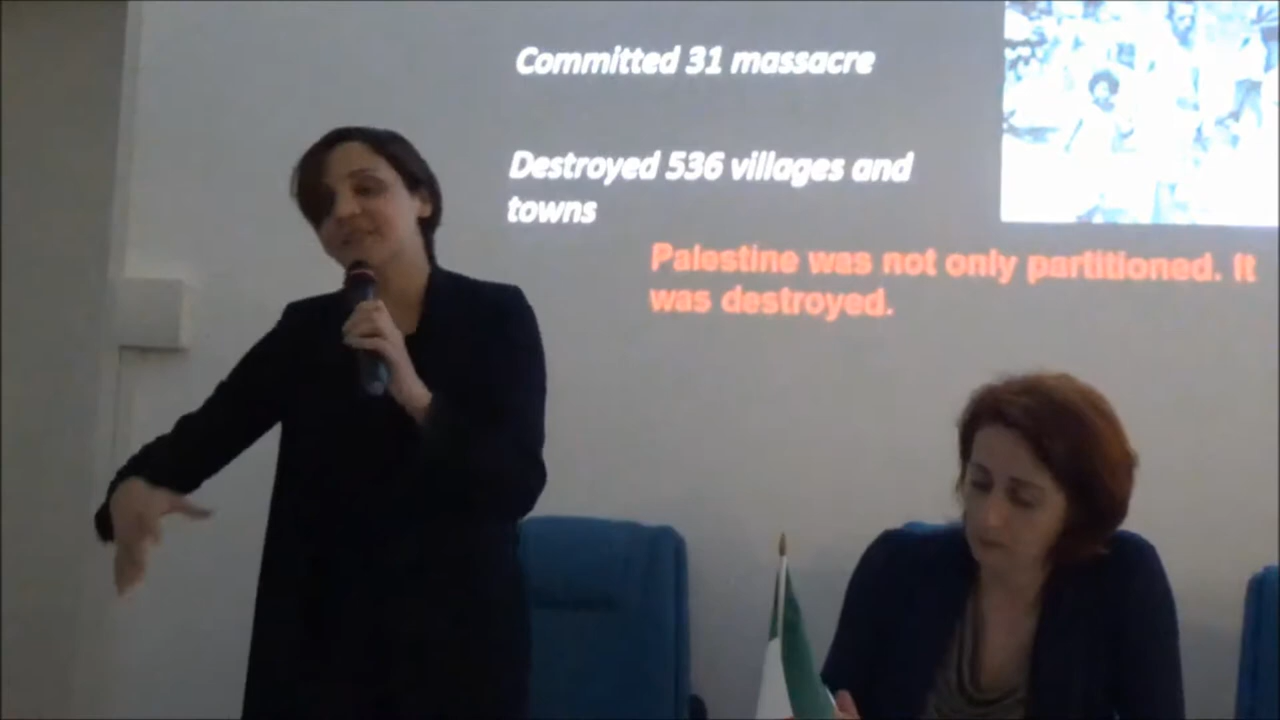 Committed 31 massacre
Destroyed 536 villages and
towns
Palestine was not only partitioned. It
was destroyed.